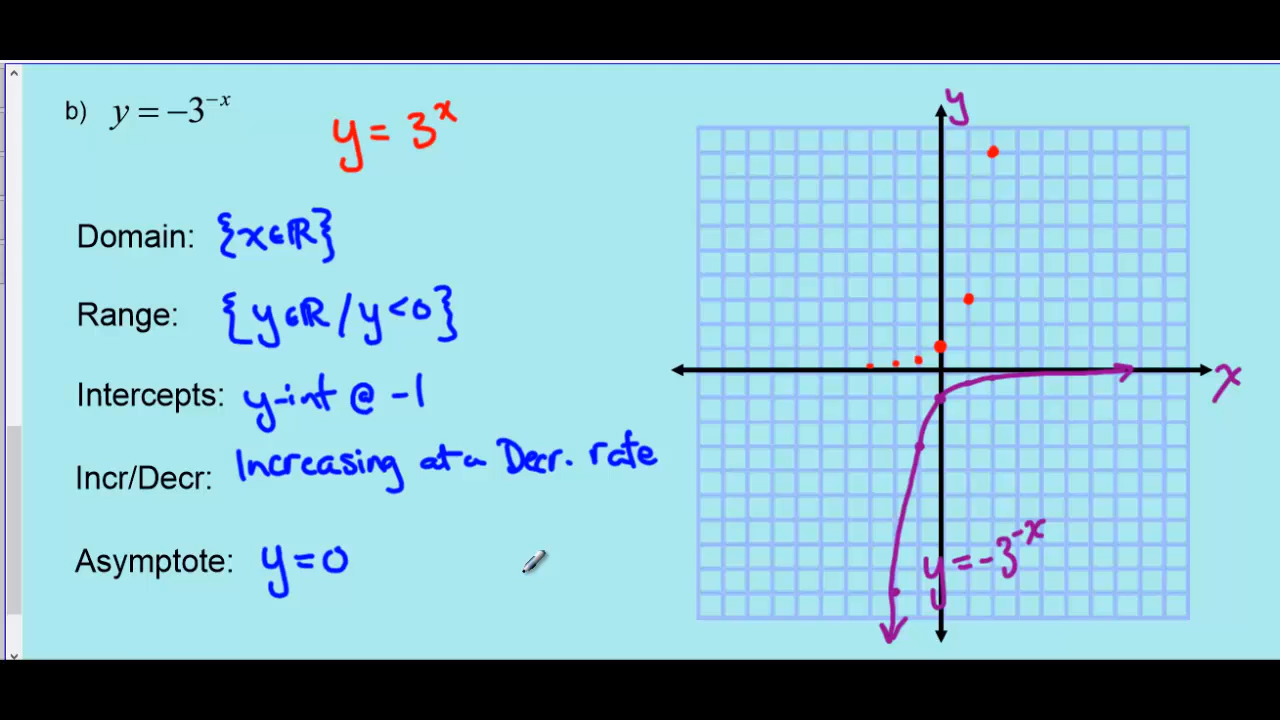 b) y = −3^{−x}
y = 3^x
Domain: {x∈ℝ}
Range: {y∈ℝ / y<0}
Intercepts: y-int @ -1
Incr/Decr: Increasing at a Decr. rate
Asymptote: y=0
y
x
y=-3^{-x}